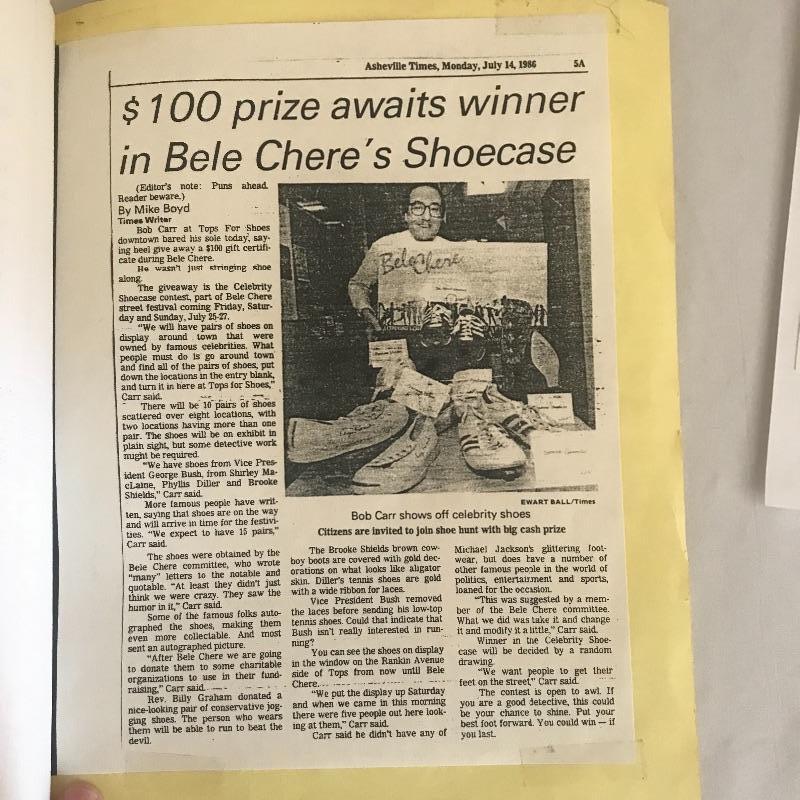 Asheville Times, Monday, July 14, 1986 5A
$100 prize awaits winner
in Bele Chere's Shoecase
(Editor's note: Puns ahead.
Reader beware.)
By Mike Boyd
Times Writer
Bob Carr at Tops For Shoes
downtown bared his sole today, say-
ing heel give away a $100 gift certifi-
cate during Bele Chere.
He wasn't just stringing shoe
along.
The giveaway is the Celebrity
Shoecase contest, part of Bele Chere
street festival coming Friday, Satur-
day and Sunday, July 25-27.
"We will have pairs of shoes on
display around town that were
owned by famous celebrities. What
people must do is go around town
and find all of the pairs of shoes, put
down the locations in the entry blank,
and turn it in here at Tops for Shoes,"
Carr said.
There will be 10 pairs of shoes
scattered over eight locations, with
two locations having more than one
pair. The shoes will be on exhibit in
plain sight, but some detective work
might be required.
"We have shoes from Vice Pres-
ident George Bush, from Shirley Ma-
cLaine, Phyllis Diller and Brooke
Shields," Carr said.
More famous people have writ-
ten, saying that shoes are on the way
and will arrive in time for the festivi-
ties. "We expect to have 15 pairs,"
Carr said.
The shoes were obtained by the
Bele Chere committee, who wrote
"many" letters to the notable and
quotable. "At least they didn't just
think we were crazy. They saw the
humor in it," Carr said.
Some of the famous folks auto-
graphed the shoes, making them
even more collectable. And most
sent an autographed picture.
"After Bele Chere we are going
to donate them to some charitable
organizations to use in their fund-
raising," Carr said.
Rev. Billy Graham donated a
nice-looking pair of conservative jog-
ging shoes. The person who wears
them will be able to run to beat the
devil.
Bele Chere
EWART BALL/Times
Bob Carr shows off celebrity shoes
Citizens are invited to join shoe hunt with big cash prize
The Brooke Shields brown cow-
boy boots are covered with gold dec-
orations on what looks like aligator
skin. Diller's tennis shoes are gold
with a wide ribbon for laces.
Vice President Bush removed
the laces before sending his low-top
tennis shoes. Could that indicate that
Bush isn't really interested in run-
ning?
You can see the shoes on display
in the window on the Rankin Avenue
side of Tops from now until Bele
Chere.
"We put the display up Saturday
and when we came in this morning
there were five people out here look-
ing at them," Carr said.
Carr said he didn't have any of
Michael Jackson's glittering foot-
wear, but does have a number of
other famous people in the world of
politics, entertainment and sports,
loaned for the occasion.
"This was suggested by a mem-
ber of the Bele Chere committee.
What we did was take it and change
it and modify it a little," Carr said.
Winner in the Celebrity Shoe-
case will be decided by a random
drawing.
"We want people to get their
feet on the street," Carr said.
The contest is open to awl. If
you are a good detective, this could
be your chance to shine. Put your
best foot forward. You could win — if
you last.